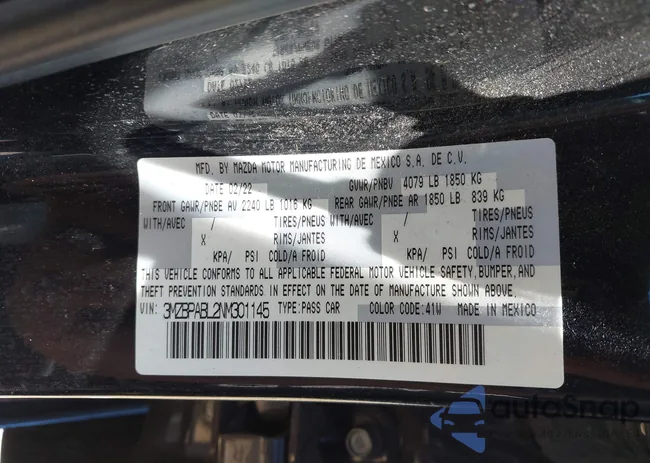 MFD. BY MAZDA MOTOR MANUFACTURING DE MEXICO S.A. DE C.V.
DATE 02/22 GVWR/PNBV 4079 LB 1850 KG
FRONT GAWR/PNBE AV 2240 LB 1016 KG REAR GAWR/PNBE AR 1850 LB 839 KG
WITH/AVEC / TIRES/PNEUS WITH/AVEC / TIRES/PNEUS
X RIMS/JANTES X RIMS/JANTES
KPA/ PSI COLD/A FROID KPA/ PSI COLD/A FROID
THIS VEHICLE CONFORMS TO ALL APPLICABLE FEDERAL MOTOR VEHICLE SAFETY, BUMPER, AND
THEFT PREVENTION STANDARDS IN EFFECT ON THE DATE OF MANUFACTURE SHOWN ABOVE.
VIN: 3MZBPABL2NM301145 TYPE: PASS CAR COLOR CODE: 41W MADE IN MEXICO
autoSnap